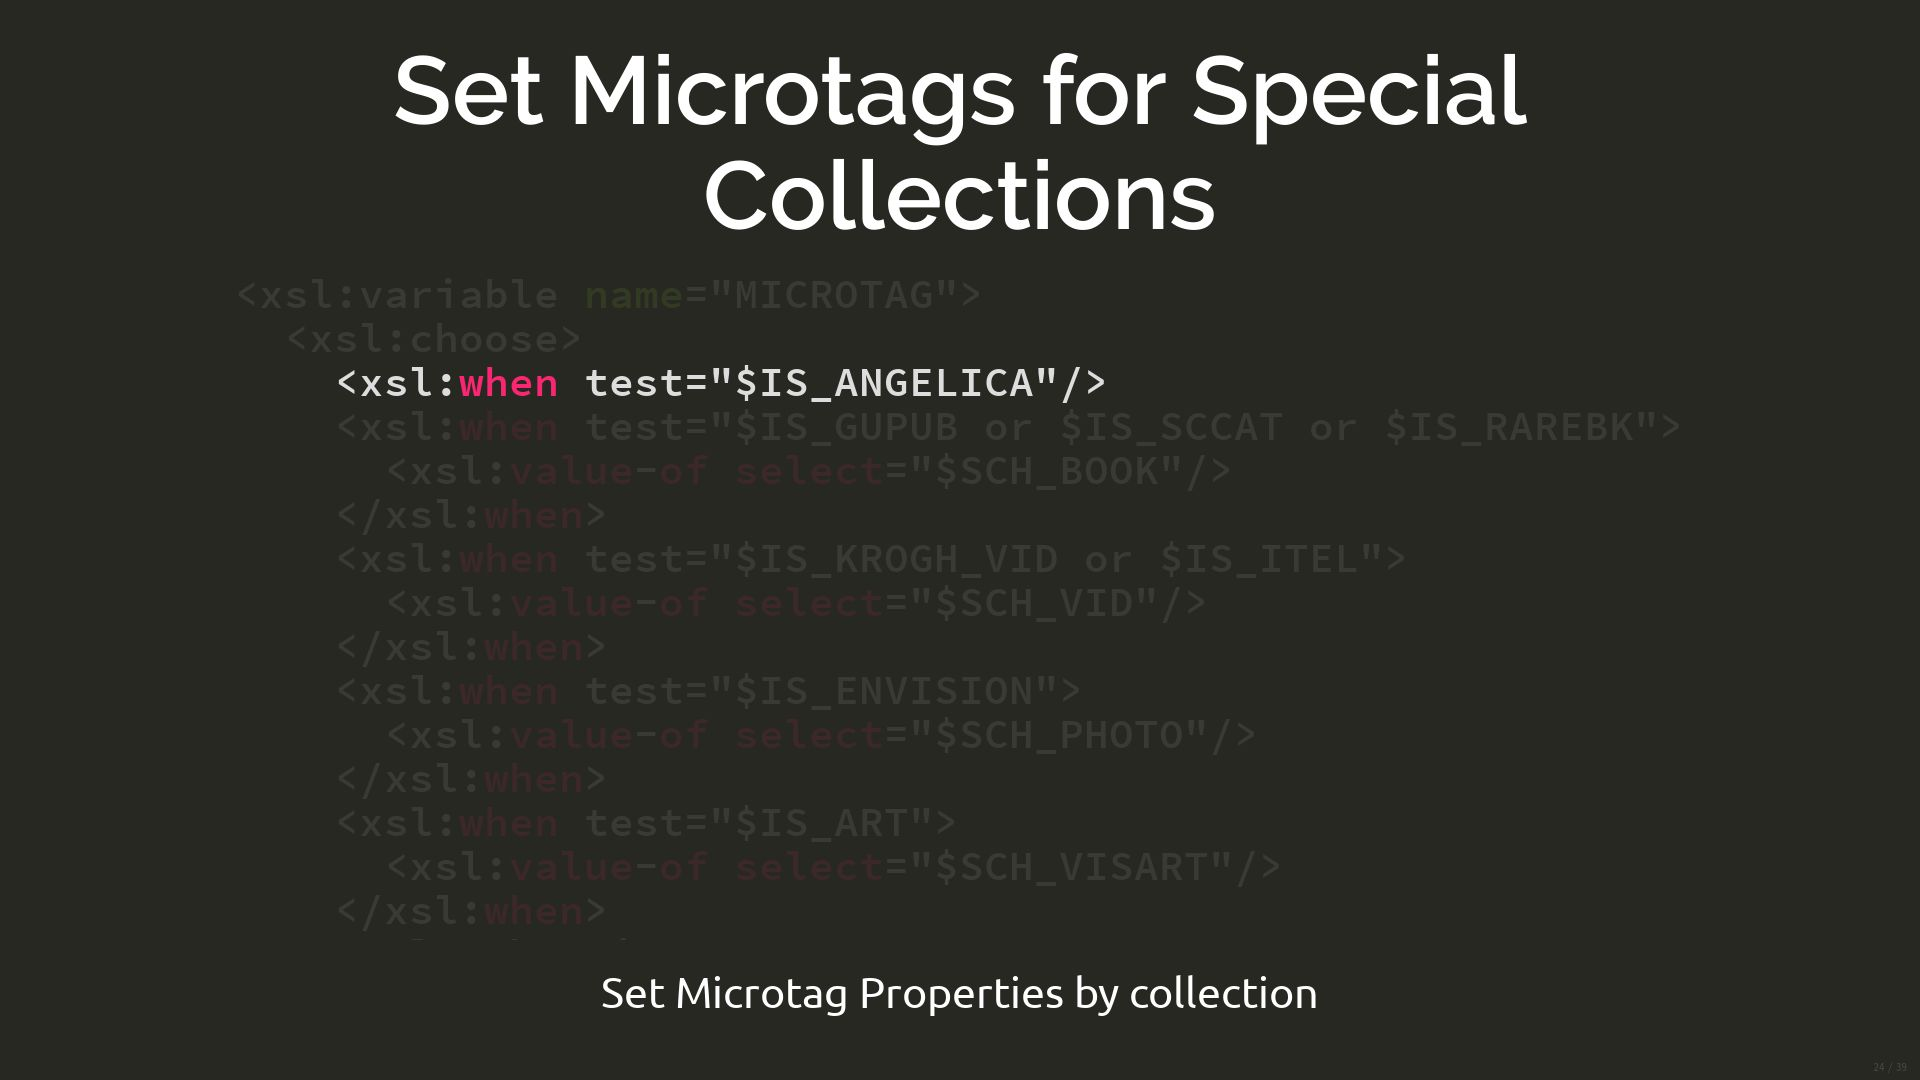 Set Microtags for Special
Collections
<xsl:variable name="MICROTAG">
<xsl:choose>
<xsl:when test="$IS_ANGELICA"/>
<xsl:when test="$IS_GUPUB or $IS_SCCAT or $IS_RAREBK">
<xsl:value-of select="$SCH_BOOK"/>
</xsl:when>
<xsl:when test="$IS_KROGH_VID or $IS_ITEL">
<xsl:value-of select="$SCH_VID"/>
</xsl:when>
<xsl:when test="$IS_ENVISION">
<xsl:value-of select="$SCH_PHOTO"/>
</xsl:when>
<xsl:when test="$IS_ART">
<xsl:value-of select="$SCH_VISART"/>
</xsl:when>
Set Microtag Properties by collection
24 / 39